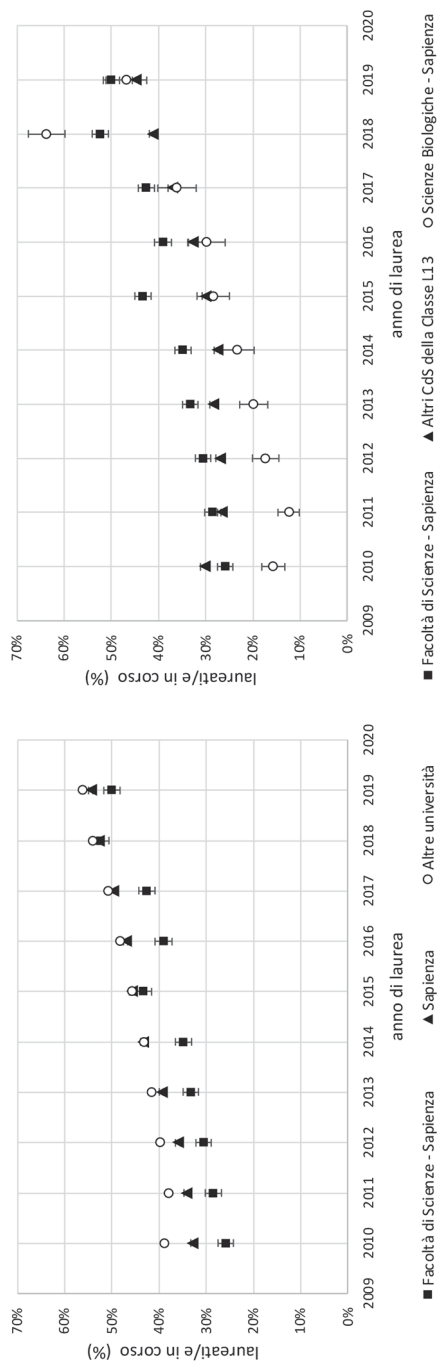 70%
60%
50%
40%
30%
20%
10%
0%
laureati/e in corso (%)
2009 2010 2011 2012 2013 2014 2015 2016 2017 2018 2019 2020
anno di laurea
■ Facoltà di Scienze - Sapienza ▲ Sapienza O Altre università
70%
60%
50%
40%
30%
20%
10%
0%
laureati/e in corso (%)
2009 2010 2011 2012 2013 2014 2015 2016 2017 2018 2019 2020
anno di laurea
■ Facoltà di Scienze - Sapienza ▲ Altri CdS della Classe L13 O Scienze Biologiche - Sapienza